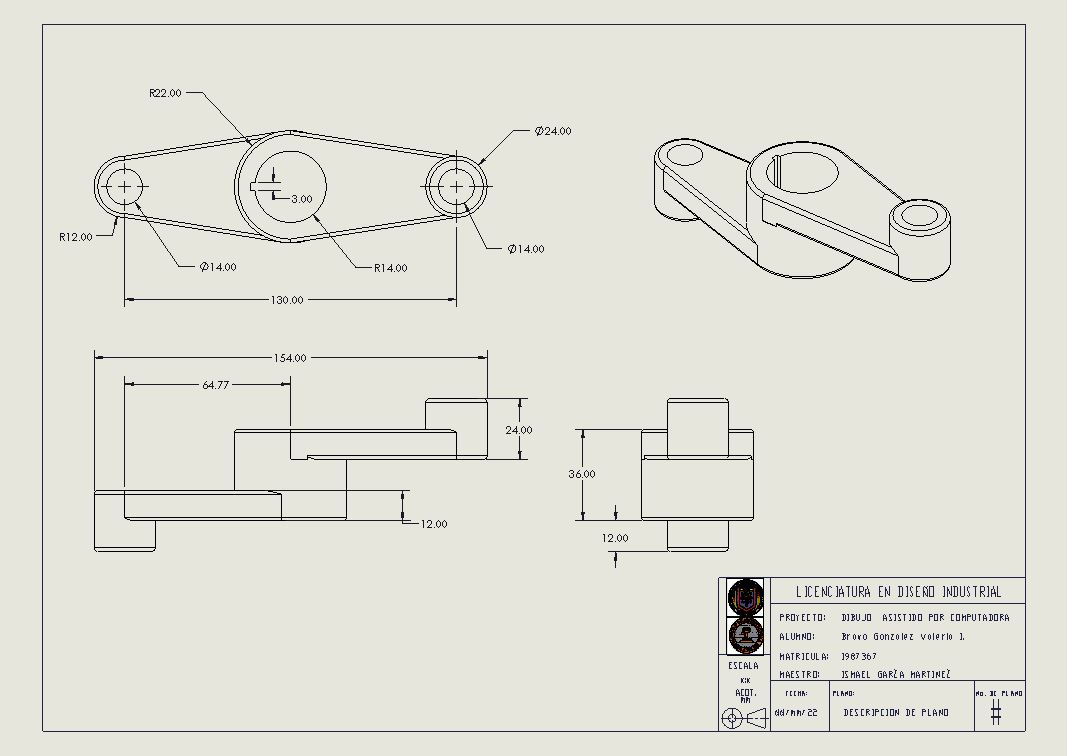 R22.00
Ø24.00
3.00
R12.00
Ø14.00
R14.00
Ø14.00
130.00
154.00
64.77
24.00
12.00
36.00
12.00
LICENCIATURA EN DISEÑO INDUSTRIAL
PROYECTO: DIBUJO ASISTIDO POR COMPUTADORA
ALUMNO: Bravo Gonzalez Valeria I.
MATRICULA: 1987367
MAESTRO: ISMAEL GARZA MARTINEZ
ESCALA
X:X
ACOT.
MM
FECHA:
dd/mm/22
PLANO:
DESCRIPCION DE PLANO
No. DE PLANO
#